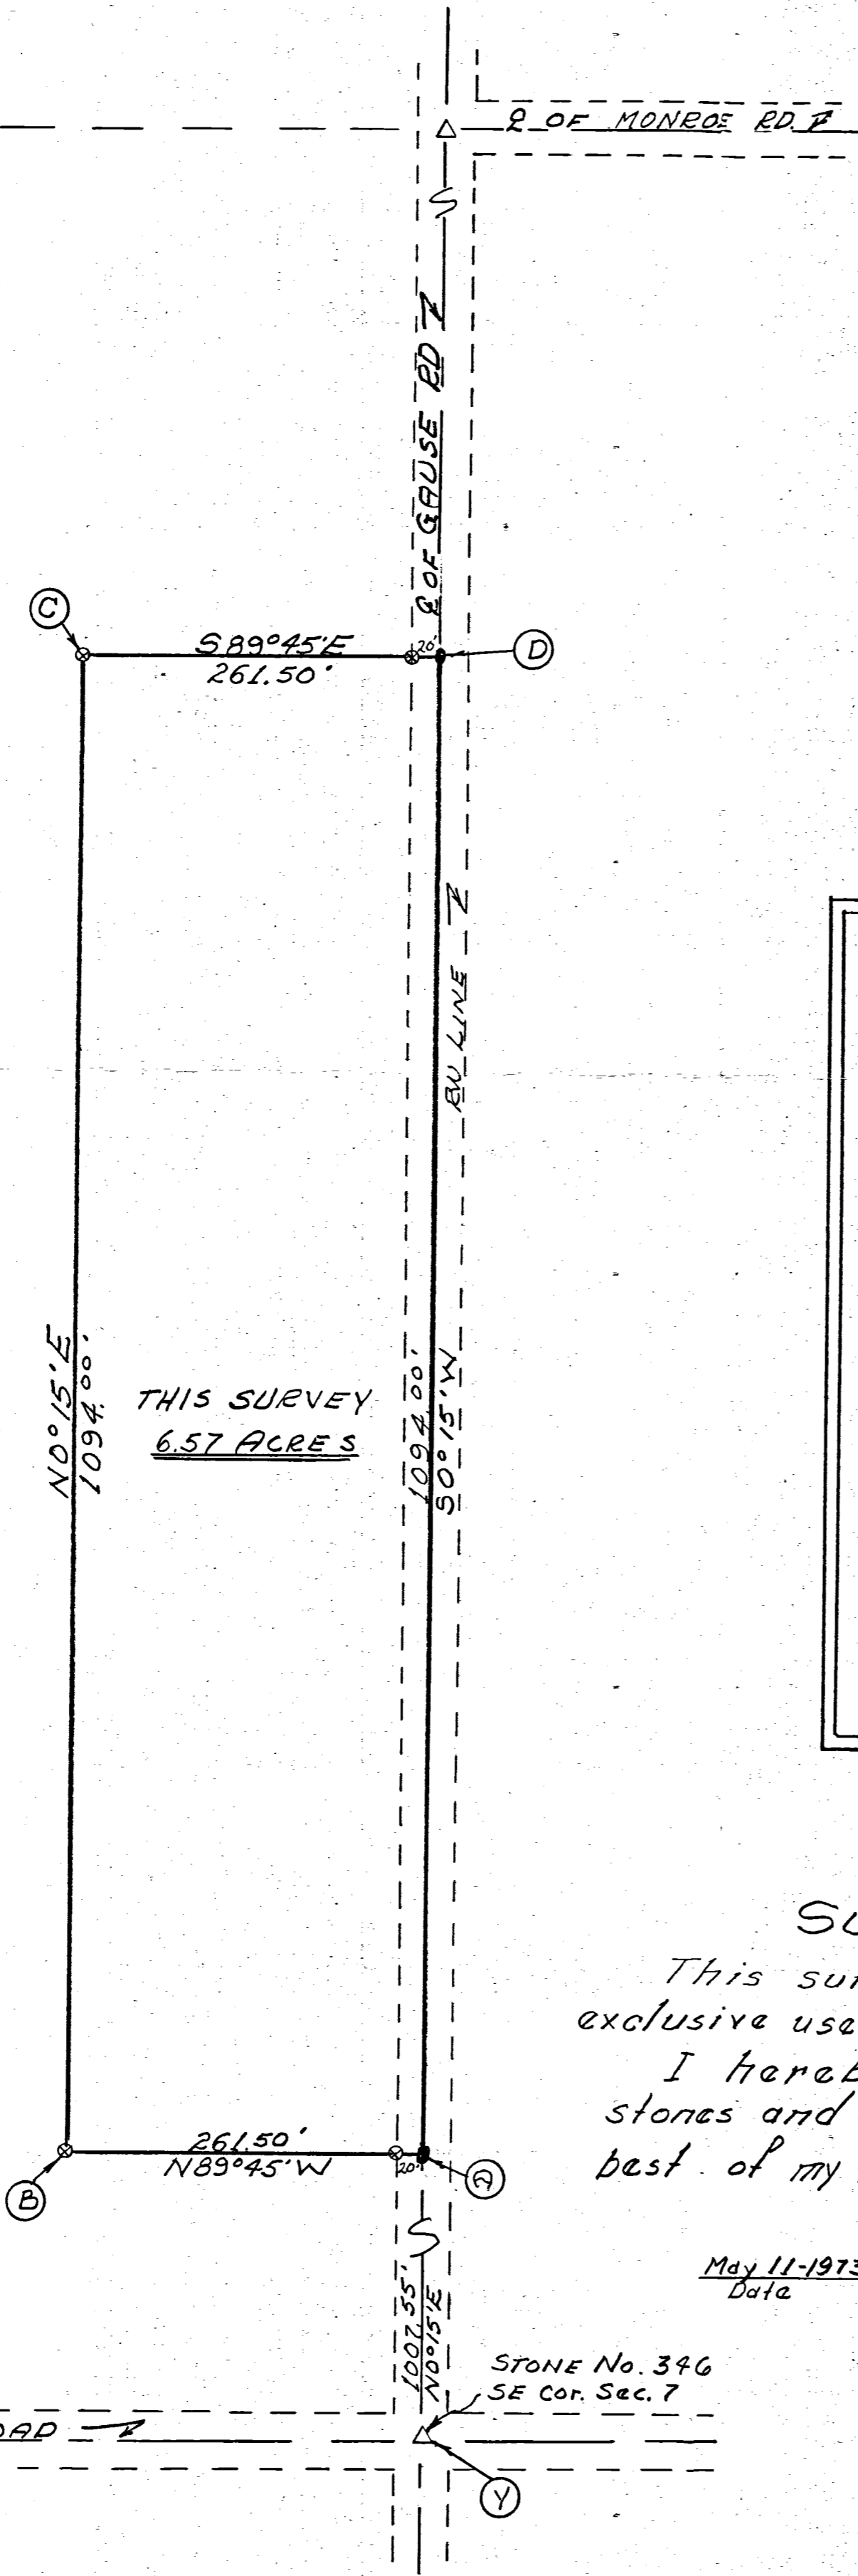 ℄ OF MONROE RD.
℄ OF GAUSE RD
C
S89°45'E
261.50'
20'
D
R/W LINE
N0°15'E
1094.00'
THIS SURVEY
6.57 ACRES
1094.00'
S0°15'W
SU
This sur
exclusive use
I hereb
stones and
best of my
261.50'
N89°45'W
20'
B
A
May 11-1973
Date
1007.55'
N0°15'E
STONE No. 346
SE Cor. Sec. 7
OAD
Y